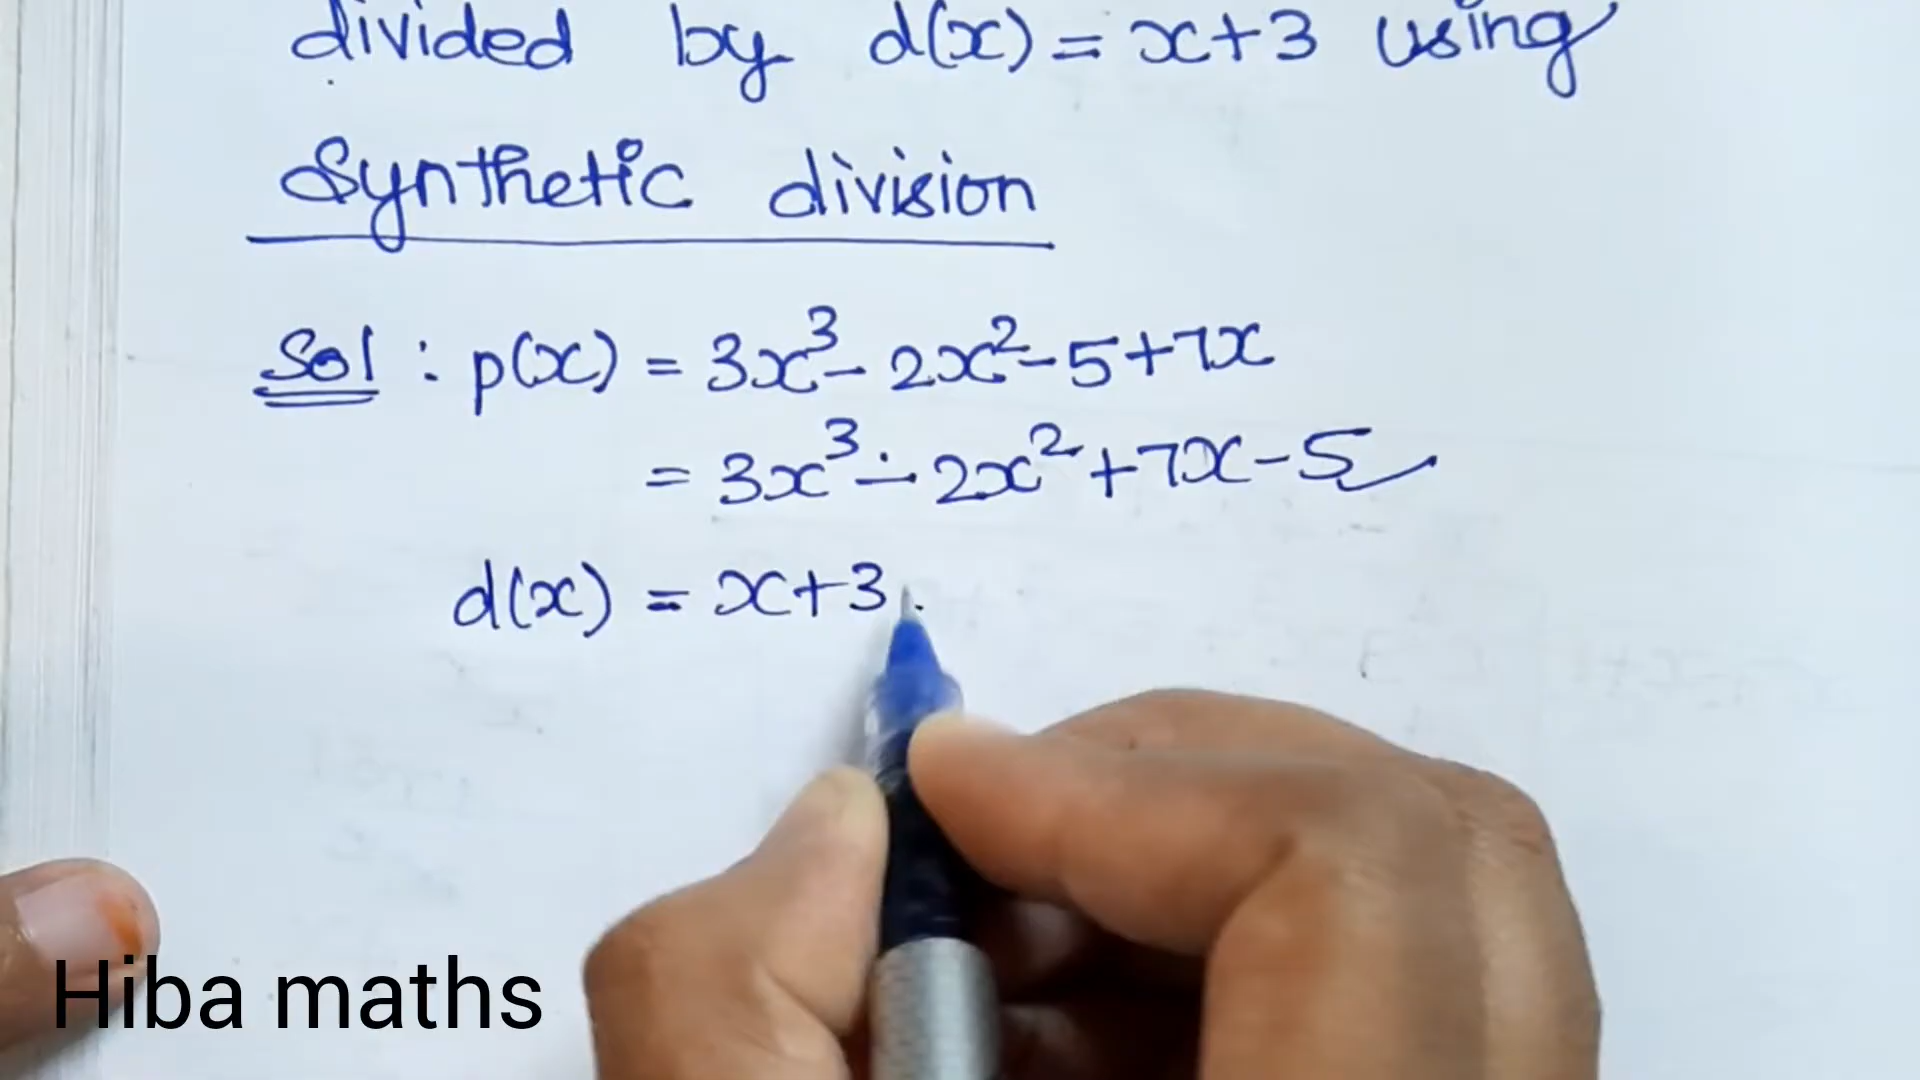 divided by d(x) = x+3 using
Synthetic division
Sol : p(x) = 3x³ - 2x² - 5 + 7x
= 3x³ - 2x² + 7x - 5
d(x) = x+3
Hiba maths